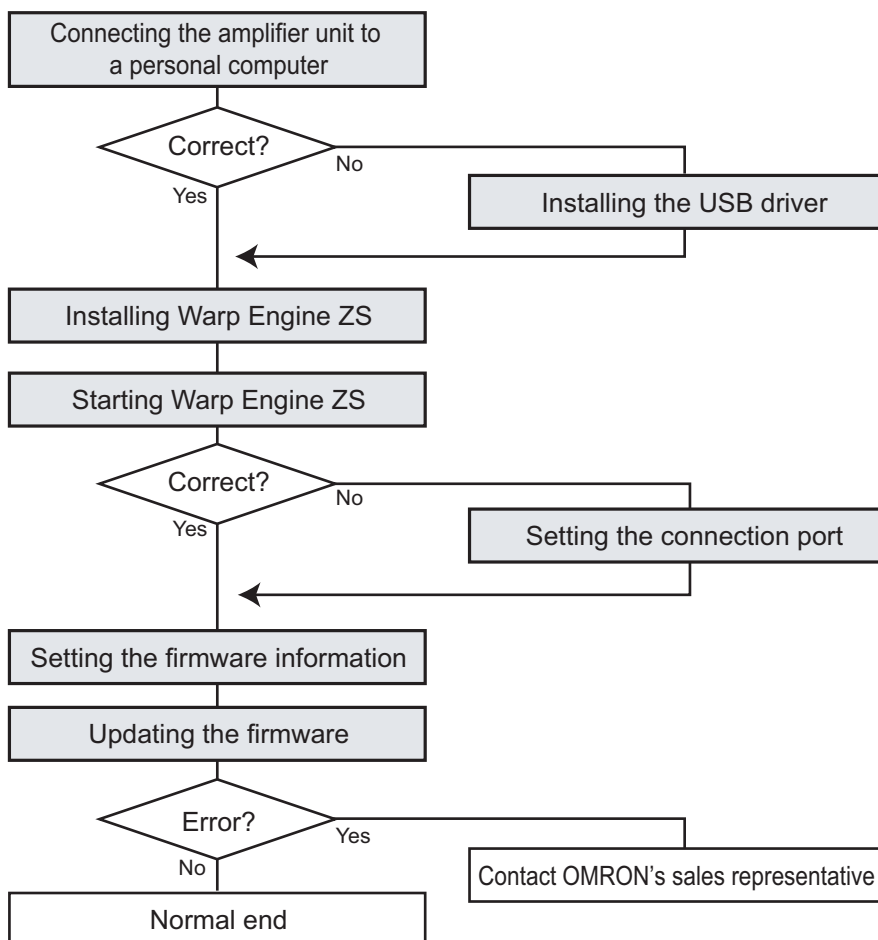 Connecting the amplifier unit to
a personal computer
Correct?
No
Yes
Installing the USB driver
Installing Warp Engine ZS
Starting Warp Engine ZS
Correct?
No
Yes
Setting the connection port
Setting the firmware information
Updating the firmware
Error?
Yes
No
Contact OMRON's sales representative
Normal end